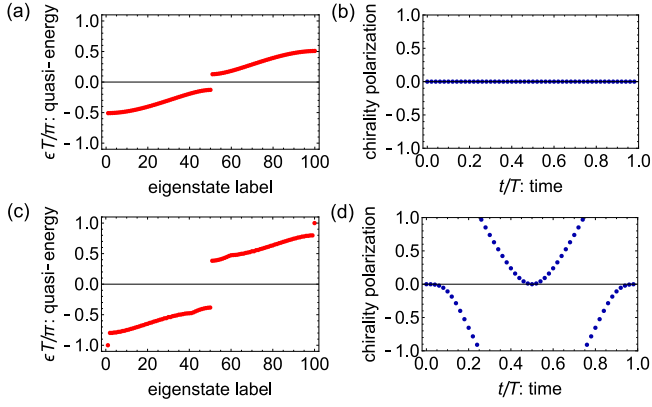 (a)
ϵT/π: quasi-energy
1.0
0.5
0.0
-0.5
-1.0
0 20 40 60 80 100
eigenstate label
(b)
chirality polarization
1.0
0.5
0.0
-0.5
-1.0
0.0 0.2 0.4 0.6 0.8 1.0
t/T: time
(c)
ϵT/π: quasi-energy
1.0
0.5
0.0
-0.5
-1.0
0 20 40 60 80 100
eigenstate label
(d)
chirality polarization
1.0
0.5
0.0
-0.5
-1.0
0.0 0.2 0.4 0.6 0.8 1.0
t/T: time